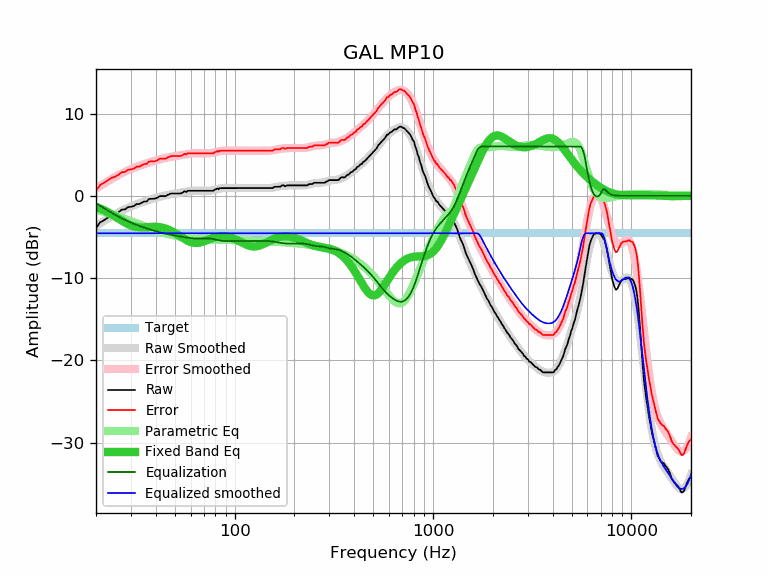 GAL MP10
10
0
−10
−20
−30
Amplitude (dBr)
Target
Raw Smoothed
Error Smoothed
Raw
Error
Parametric Eq
Fixed Band Eq
Equalization
Equalized smoothed
100
1000
10000
Frequency (Hz)